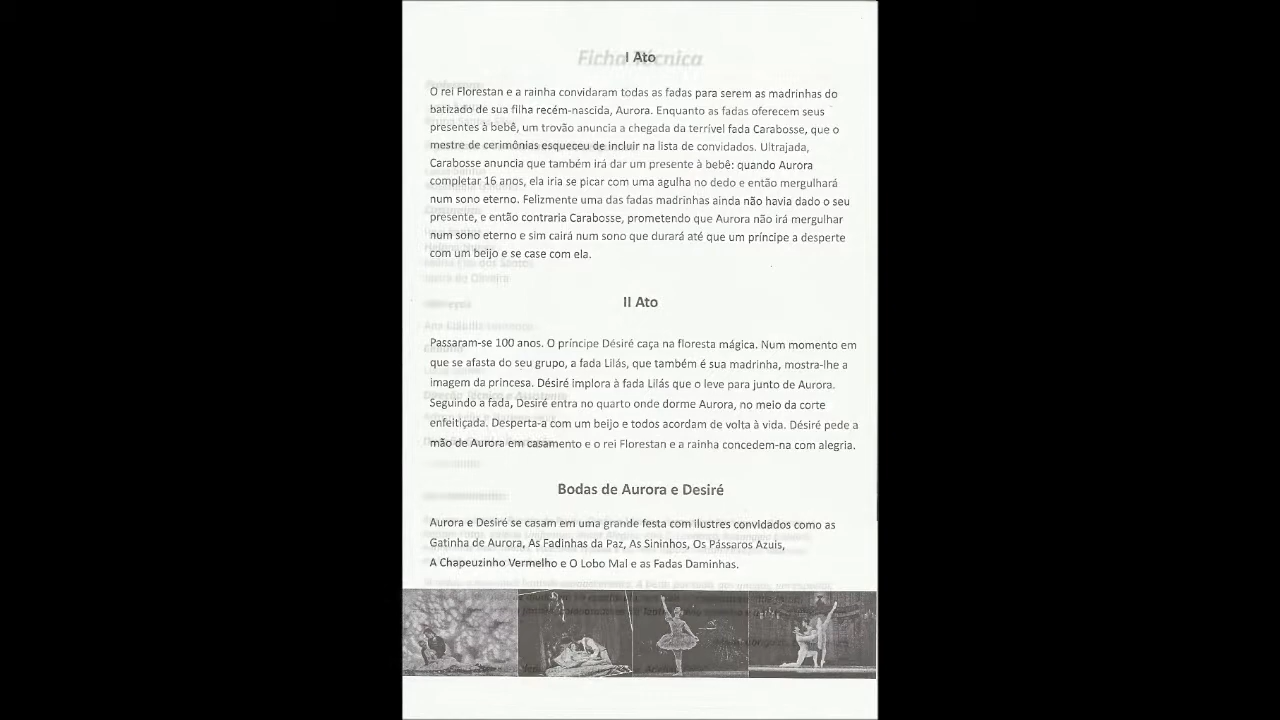 I Ato
O rei Florestan e a rainha convidaram todas as fadas para serem as madrinhas do
batizado de sua filha recém-nascida, Aurora. Enquanto as fadas oferecem seus
presentes à bebê, um trovão anuncia a chegada da terrível fada Carabosse, que o
mestre de cerimônias esqueceu de incluir na lista de convidados. Ultrajada,
Carabosse anuncia que também irá dar um presente à bebê: quando Aurora
completar 16 anos, ela iria se picar com uma agulha no dedo e então mergulhará
num sono eterno. Felizmente uma das fadas madrinhas ainda não havia dado o seu
presente, e então contraria Carabosse, prometendo que Aurora não irá mergulhar
num sono eterno e sim cairá num sono que durará até que um príncipe a desperte
com um beijo e se case com ela.
II Ato
Passaram-se 100 anos. O príncipe Désiré caça na floresta mágica. Num momento em
que se afasta do seu grupo, a fada Lilás, que também é sua madrinha, mostra-lhe a
imagem da princesa. Désiré implora à fada Lilás que o leve para junto de Aurora.
Seguindo a fada, Desiré entra no quarto onde dorme Aurora, no meio da corte
enfeitiçada. Desperta-a com um beijo e todos acordam de volta à vida. Désiré pede a
mão de Aurora em casamento e o rei Florestan e a rainha concedem-na com alegria.
Bodas de Aurora e Desiré
Aurora e Desiré se casam em uma grande festa com ilustres convidados como as
Gatinha de Aurora, As Fadinhas da Paz, As Sininhos, Os Pássaros Azuis,
A Chapeuzinho Vermelho e O Lobo Mal e as Fadas Daminhas.
Ficha Técnica